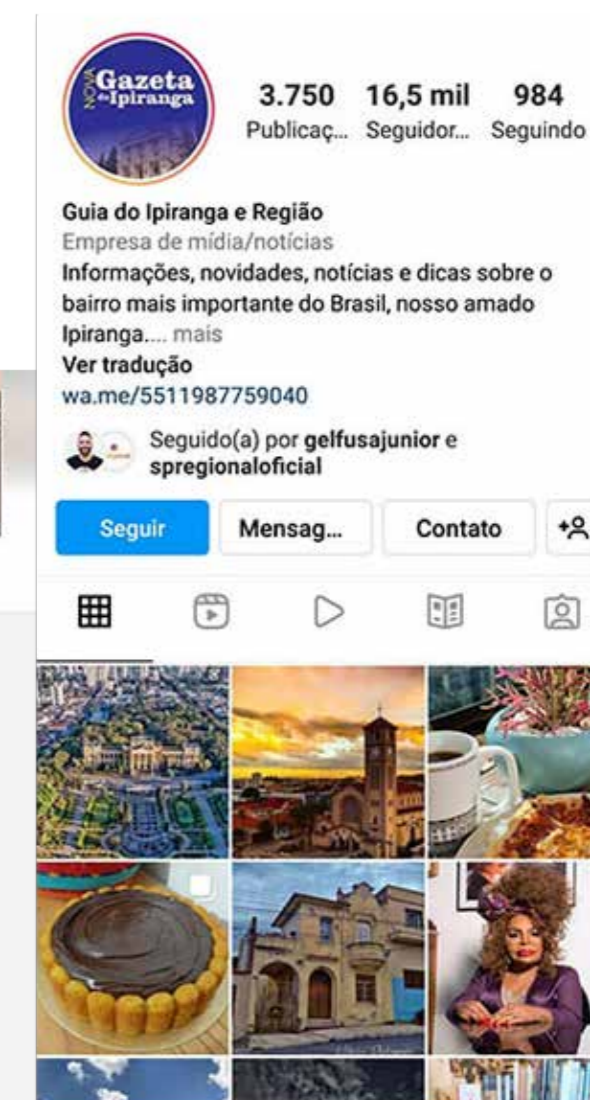 NOVA
Gazeta
do Ipiranga
3.750 16,5 mil 984
Publicaç... Seguidor... Seguindo
Guia do Ipiranga e Região
Empresa de mídia/notícias
Informações, novidades, notícias e dicas sobre o
bairro mais importante do Brasil, nosso amado
Ipiranga.... mais
Ver tradução
wa.me/5511987759040
Seguido(a) por gelfusajunior e
spregionaloficial
Seguir Mensag... Contato